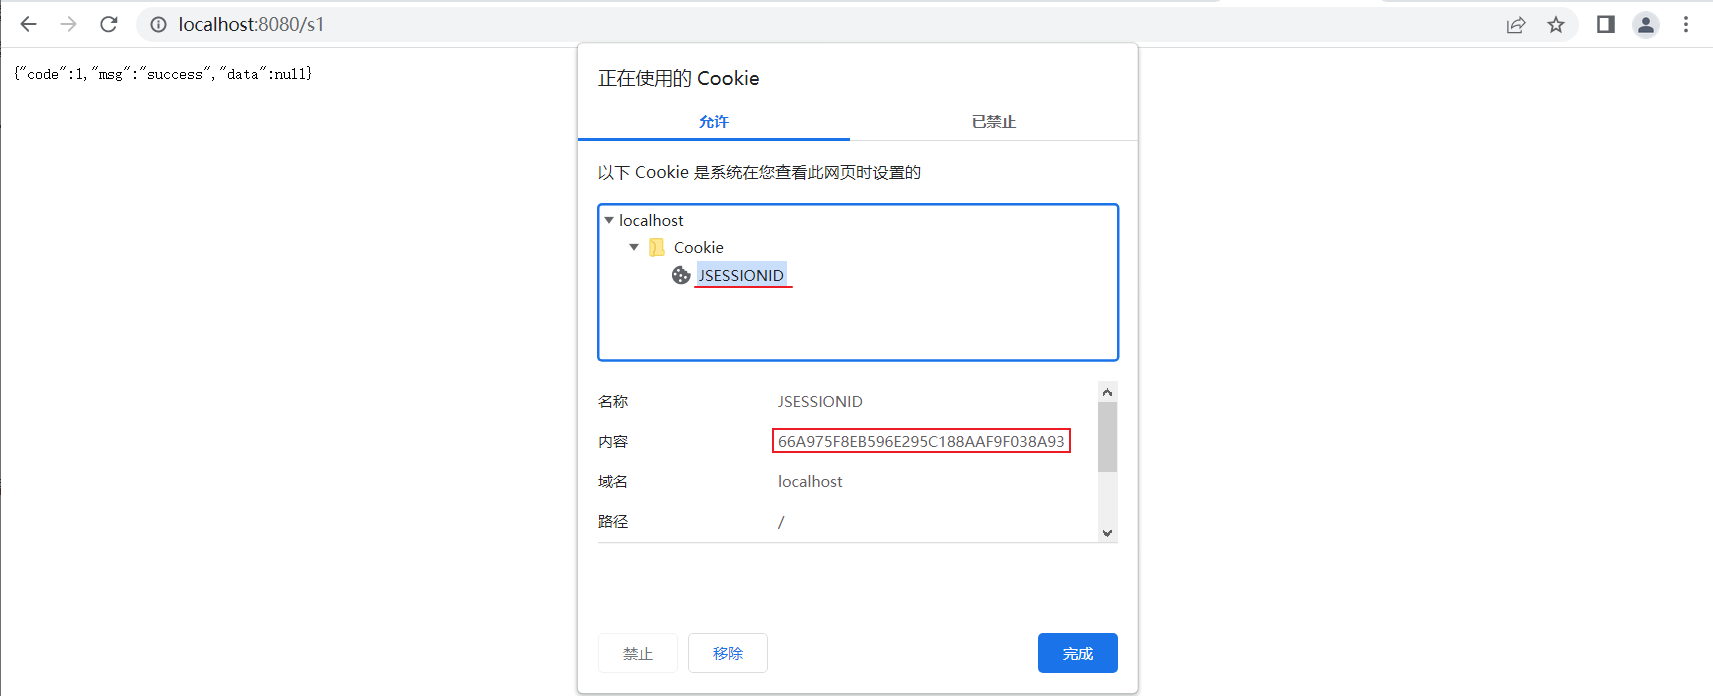 localhost:8080/s1
{"code":1,"msg":"success","data":null}
正在使用的 Cookie
允许 已禁止
以下 Cookie 是系统在您查看此网页时设置的
localhost
Cookie
JSESSIONID
名称 JSESSIONID
内容 66A975F8EB596E295C188AAF9F038A93
域名 localhost
路径 /
禁止 移除 完成